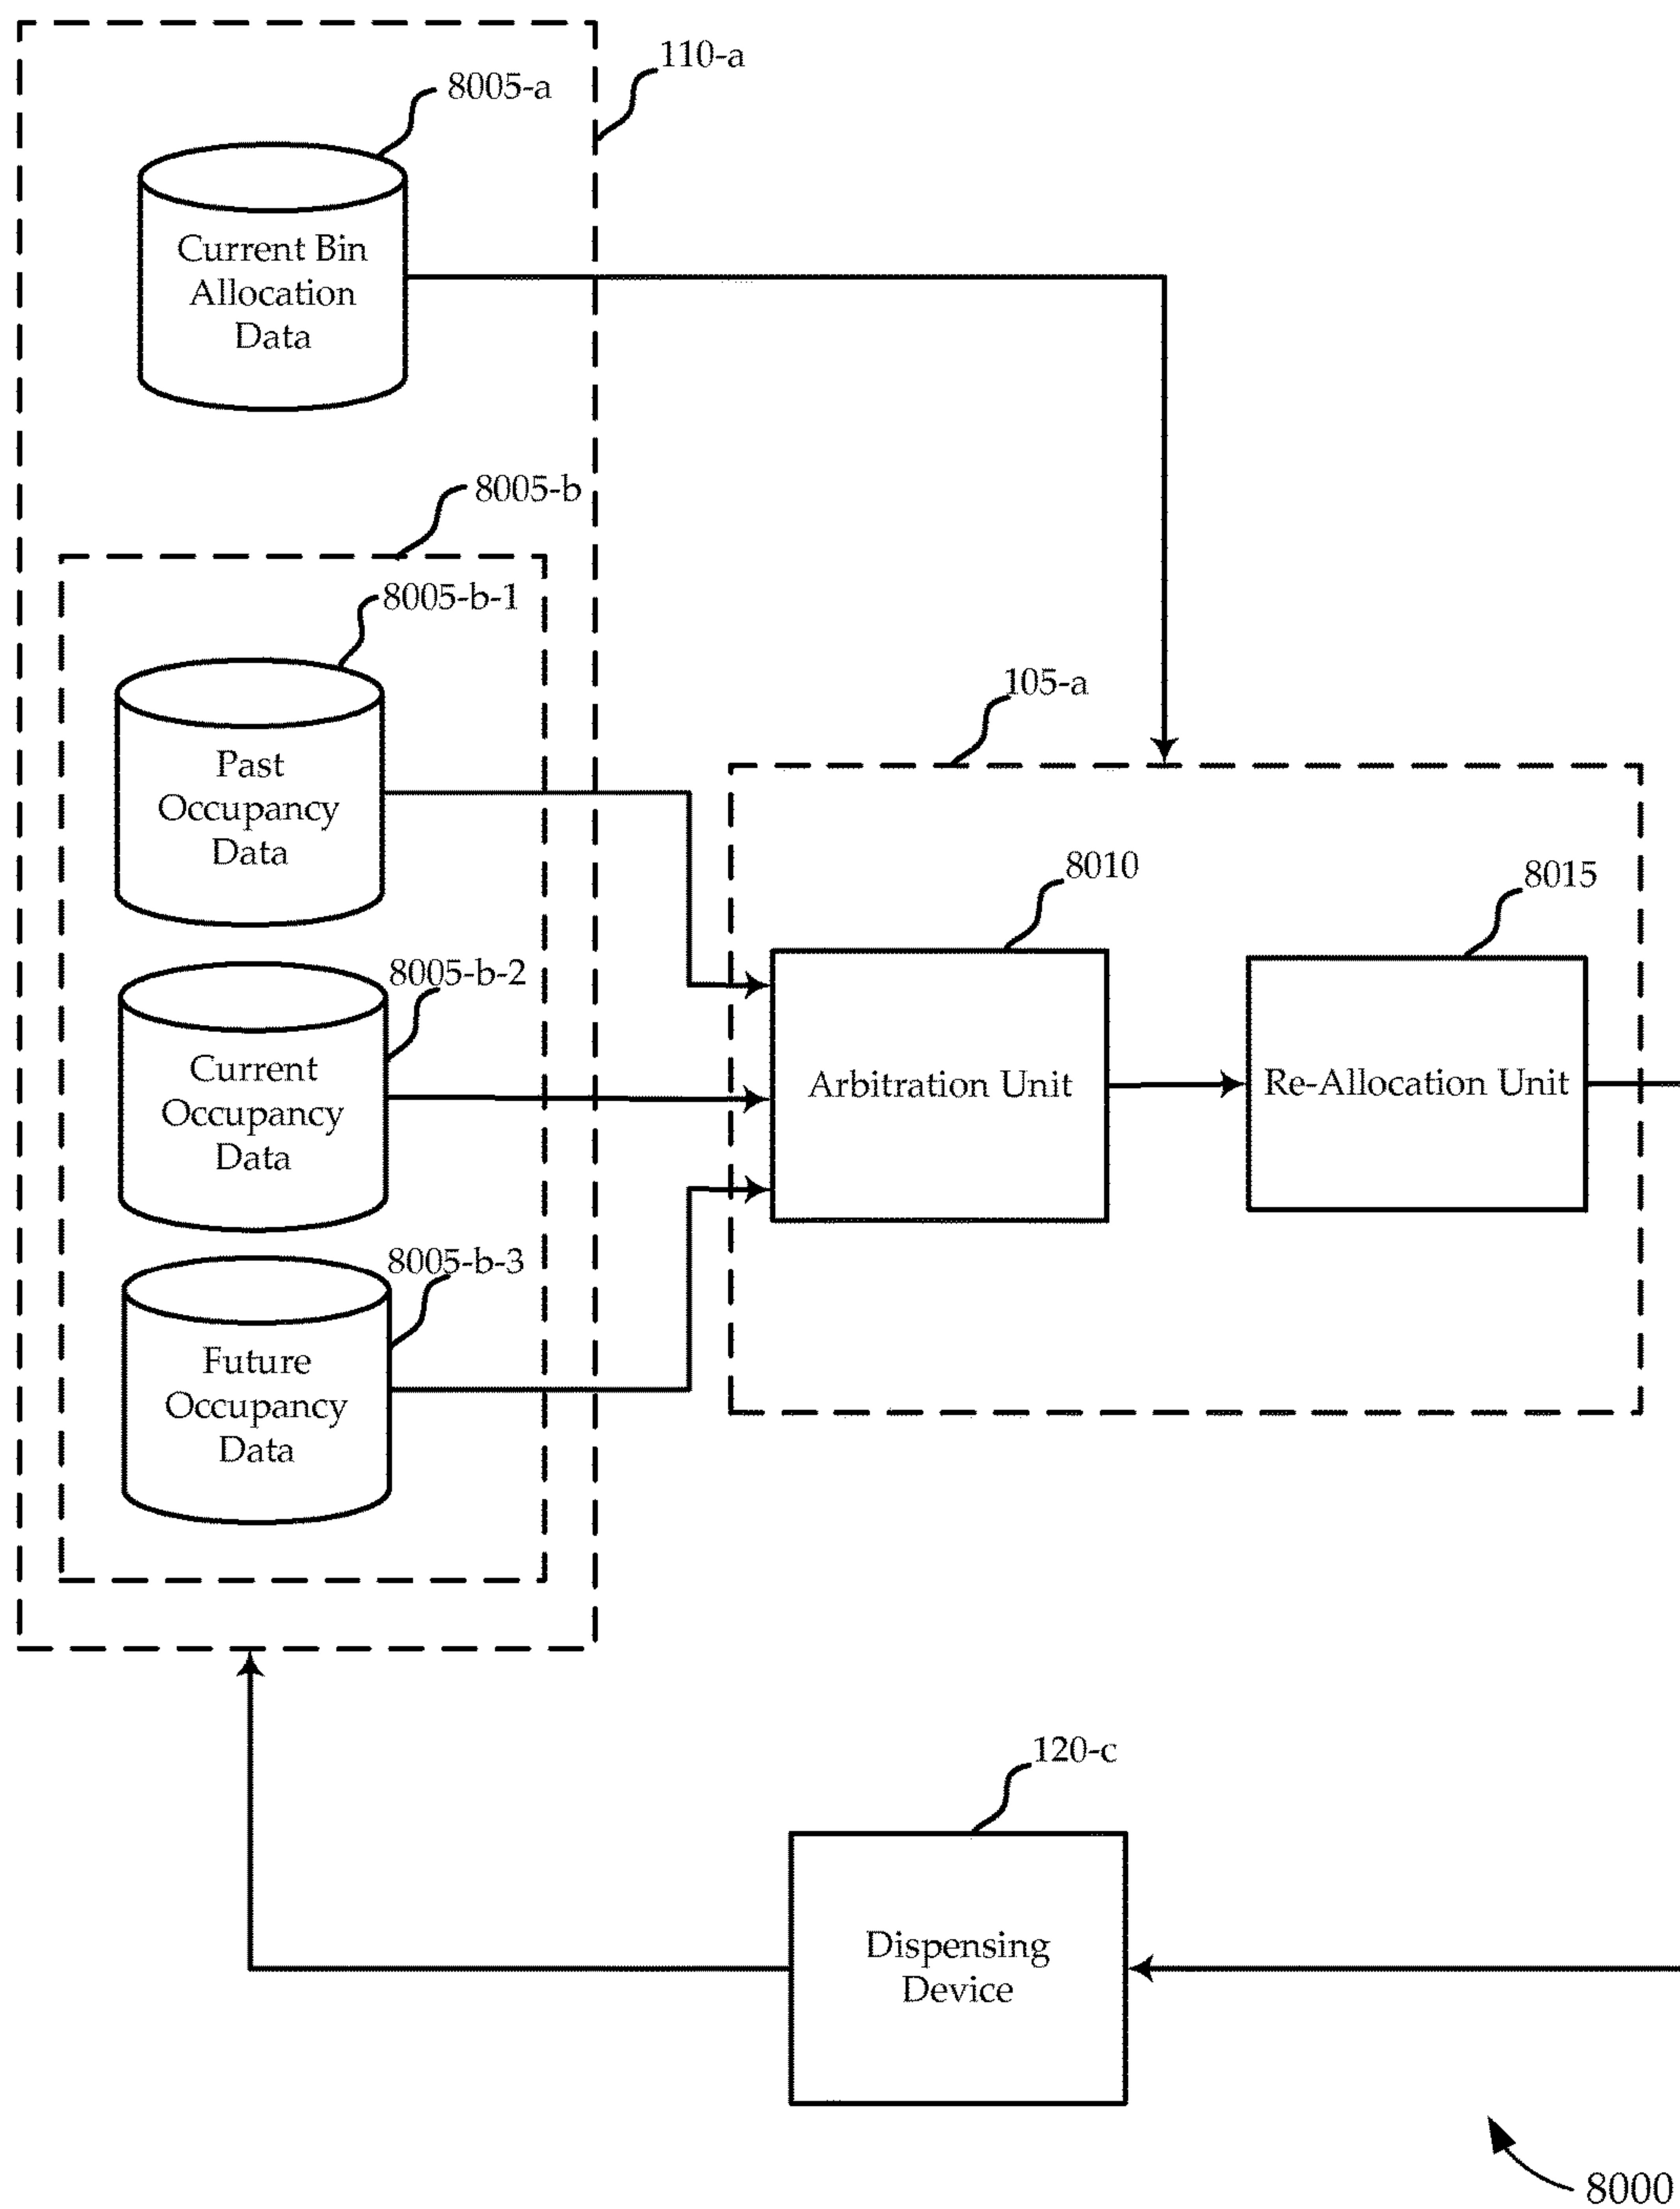 110-a
8005-a
Current Bin
Allocation
Data
8005-b
8005-b-1
Past
Occupancy
Data
105-a
8010
8015
8005-b-2
Current
Occupancy
Data
Arbitration Unit
Re-Allocation Unit
8005-b-3
Future
Occupancy
Data
120-c
Dispensing
Device
8000